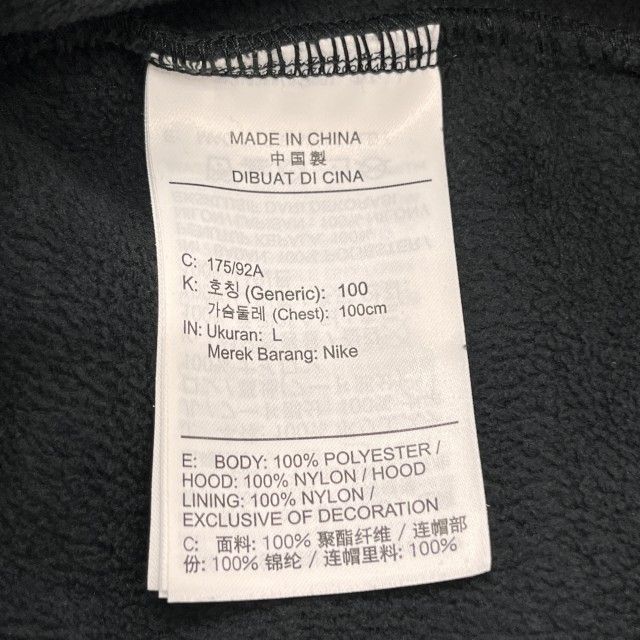 MADE IN CHINA
中国製
DIBUAT DI CINA
C: 175/92A
K: 호칭 (Generic): 100
가슴둘레 (Chest): 100cm
IN: Ukuran: L
Merek Barang: Nike
E: BODY: 100% POLYESTER /
HOOD: 100% NYLON / HOOD
LINING: 100% NYLON /
EXCLUSIVE OF DECORATION
C: 面料: 100% 聚酯纤维 / 连帽部
份: 100% 锦纶 / 连帽里料: 100%